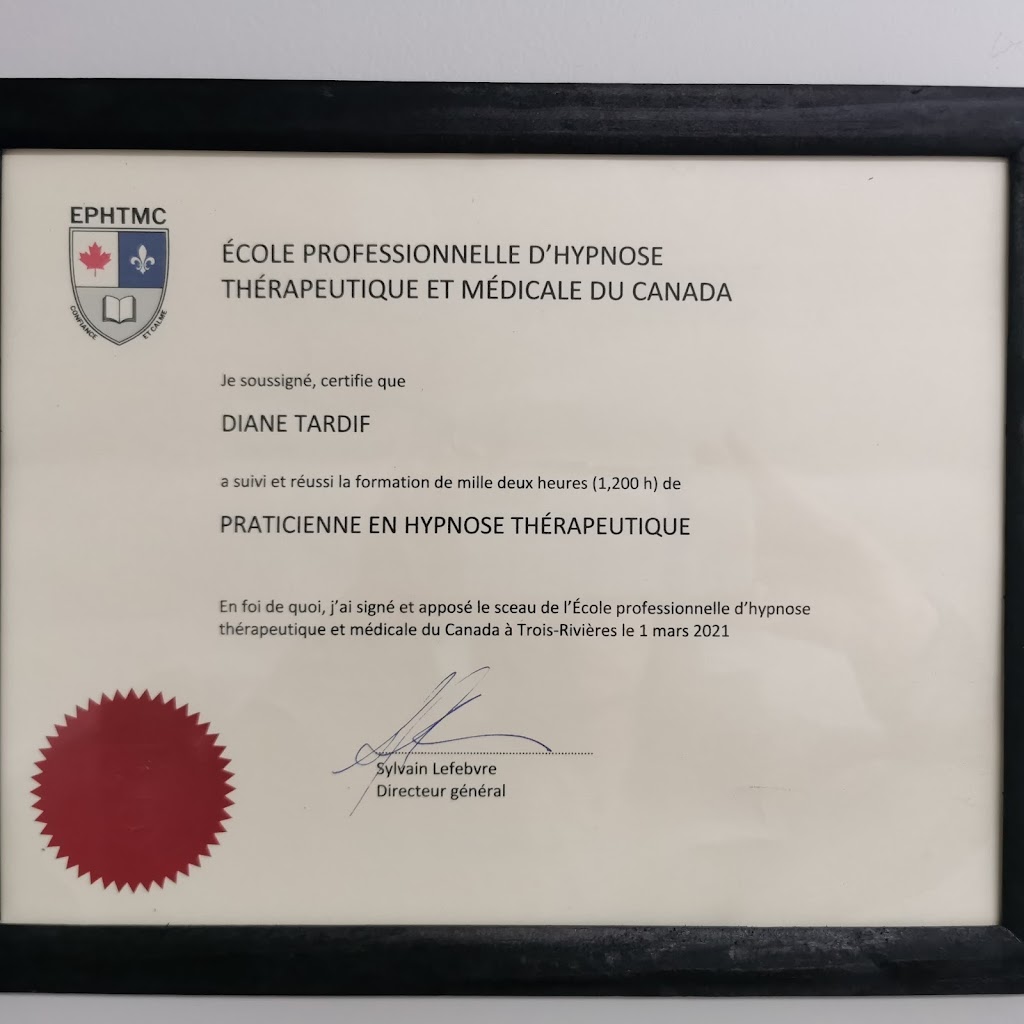 EPHTMC
CONFIANCE ET CALME
ÉCOLE PROFESSIONNELLE D'HYPNOSE
THÉRAPEUTIQUE ET MÉDICALE DU CANADA
Je soussigné, certifie que
DIANE TARDIF
a suivi et réussi la formation de mille deux heures (1,200 h) de
PRATICIENNE EN HYPNOSE THÉRAPEUTIQUE
En foi de quoi, j'ai signé et apposé le sceau de l'École professionnelle d'hypnose
thérapeutique et médicale du Canada à Trois-Rivières le 1 mars 2021
Sylvain Lefebvre
Directeur général